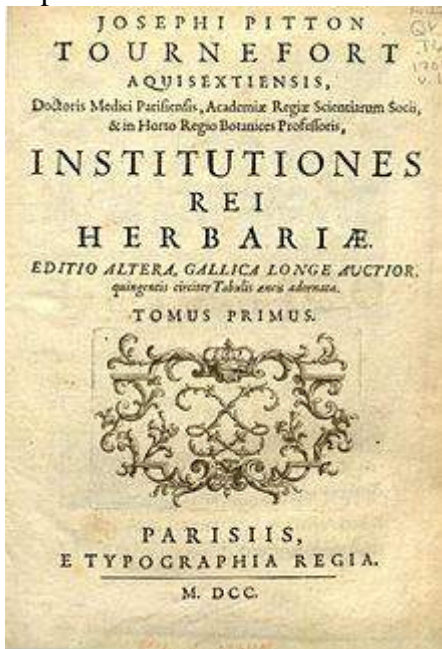 JOSEPHI PITTON
TOURNEFORT
AQUISEXTIENSIS,
Doctoris Medici Parisiensis, Academiæ Regiæ Scientiarum Socii,
& in Horto Regio Botanices Professoris,
INSTITUTIONES
REI
HERBARIÆ.
EDITIO ALTERA, GALLICA LONGE AUCTIOR,
quingentis circiter Tabulis æneis adornata.
TOMUS PRIMUS.
PARISIIS,
E TYPOGRAPHIA REGIA.
M. DCC.